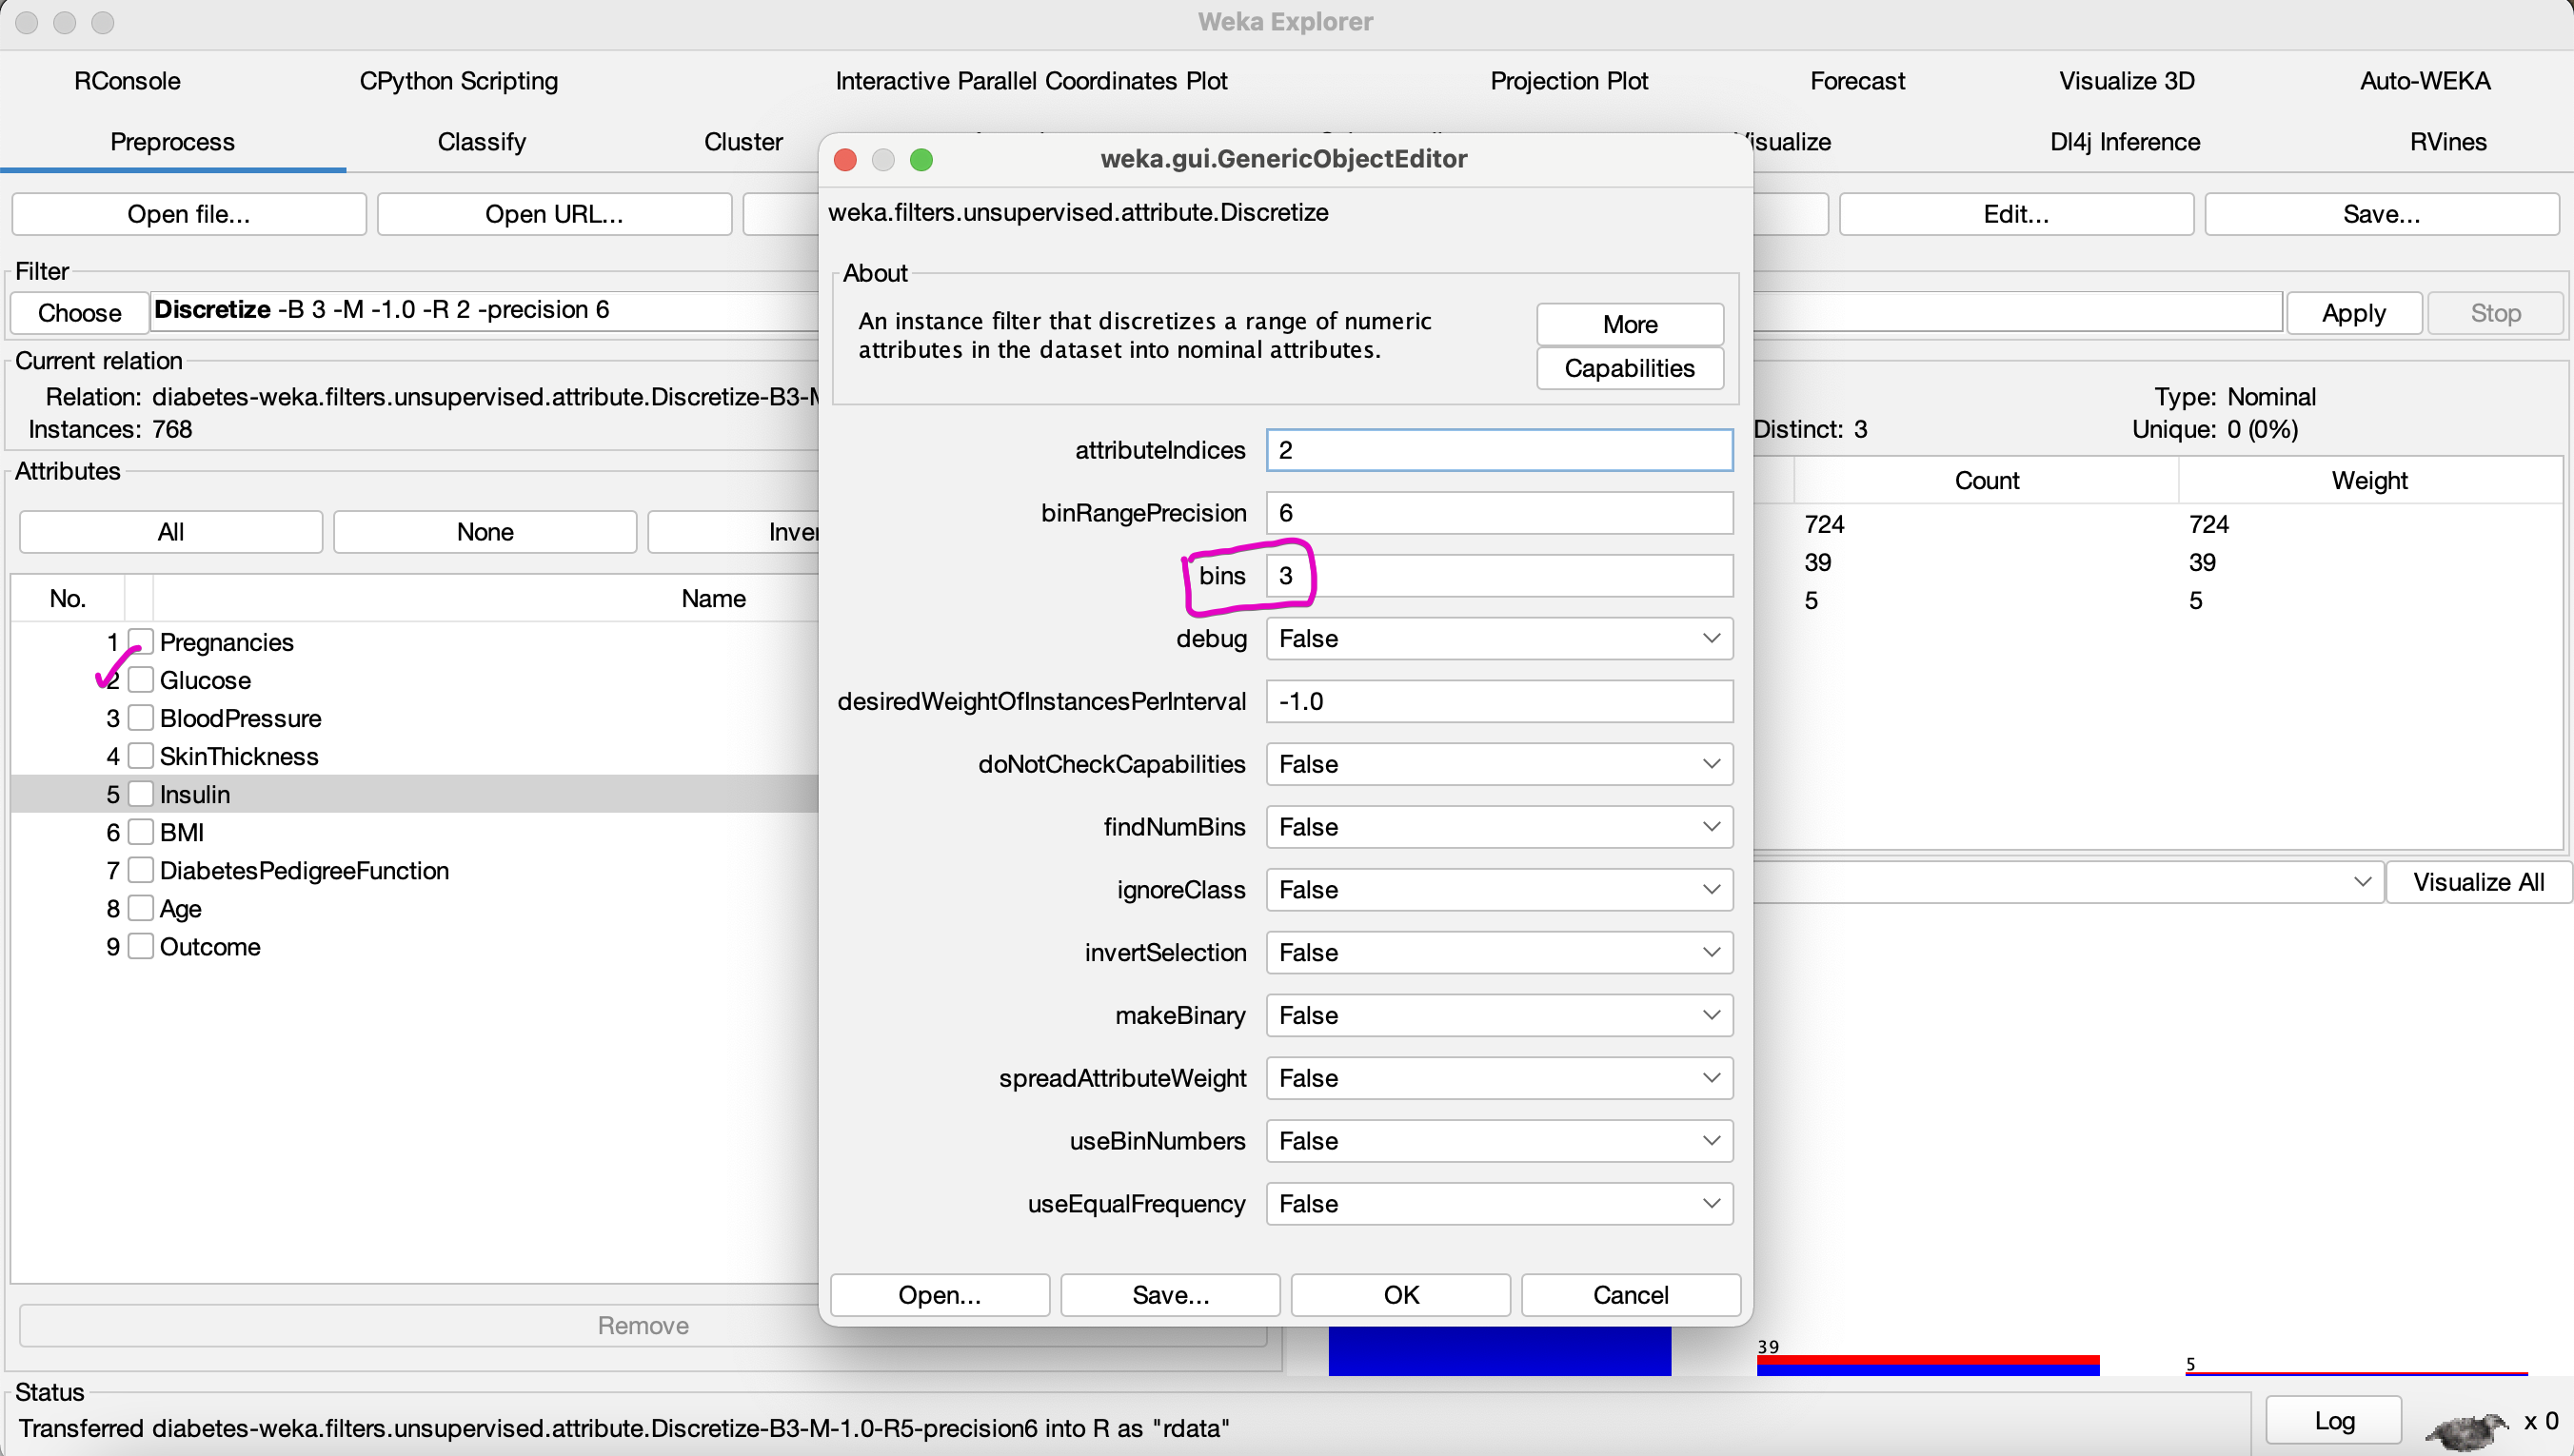 Weka Explorer
RConsole CPython Scripting Interactive Parallel Coordinates Plot Projection Plot Forecast Visualize 3D Auto-WEKA
Preprocess Classify Cluster isualize Dl4j Inference RVines
Open file... Open URL... Edit... Save...
Filter
Choose Discretize -B 3 -M -1.0 -R 2 -precision 6 Apply Stop
Current relation
Relation: diabetes-weka.filters.unsupervised.attribute.Discretize-B3-M
Instances: 768
Type: Nominal
Distinct: 3 Unique: 0 (0%)
Attributes
All None Inver
No. Name
1 Pregnancies
2 Glucose
3 BloodPressure
4 SkinThickness
5 Insulin
6 BMI
7 DiabetesPedigreeFunction
8 Age
9 Outcome
Remove
weka.gui.GenericObjectEditor
weka.filters.unsupervised.attribute.Discretize
About
An instance filter that discretizes a range of numeric
attributes in the dataset into nominal attributes.
More
Capabilities
attributeIndices 2
binRangePrecision 6
bins 3
debug False
desiredWeightOfInstancesPerInterval -1.0
doNotCheckCapabilities False
findNumBins False
ignoreClass False
invertSelection False
makeBinary False
spreadAttributeWeight False
useBinNumbers False
useEqualFrequency False
Open... Save... OK Cancel
Count Weight
724 724
39 39
5 5
Visualize All
39
5
Status
Transferred diabetes-weka.filters.unsupervised.attribute.Discretize-B3-M-1.0-R5-precision6 into R as "rdata"
Log x 0